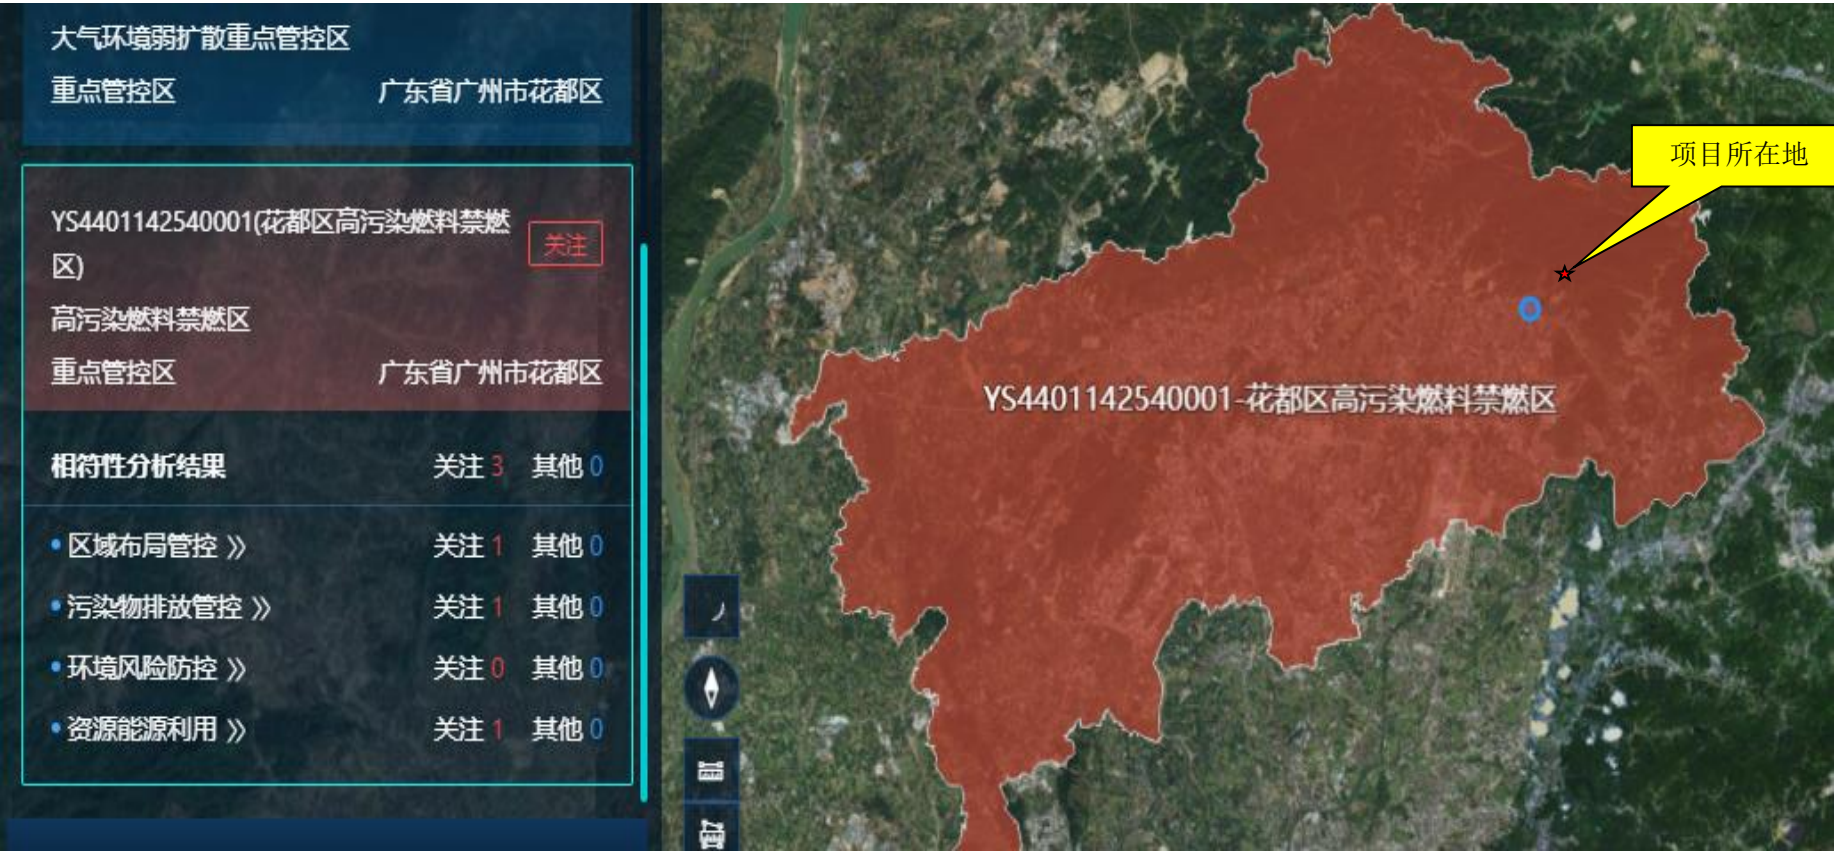 大气环境弱扩散重点管控区
重点管控区 广东省广州市花都区
YS4401142540001(花都区高污染燃料禁燃
区)
关注
高污染燃料禁燃区
重点管控区 广东省广州市花都区
相符性分析结果 关注 3 其他 0
区域布局管控 》 关注 1 其他 0
污染物排放管控 》 关注 1 其他 0
环境风险防控 》 关注 0 其他 0
资源能源利用 》 关注 1 其他 0
项目所在地
YS4401142540001-花都区高污染燃料禁燃区